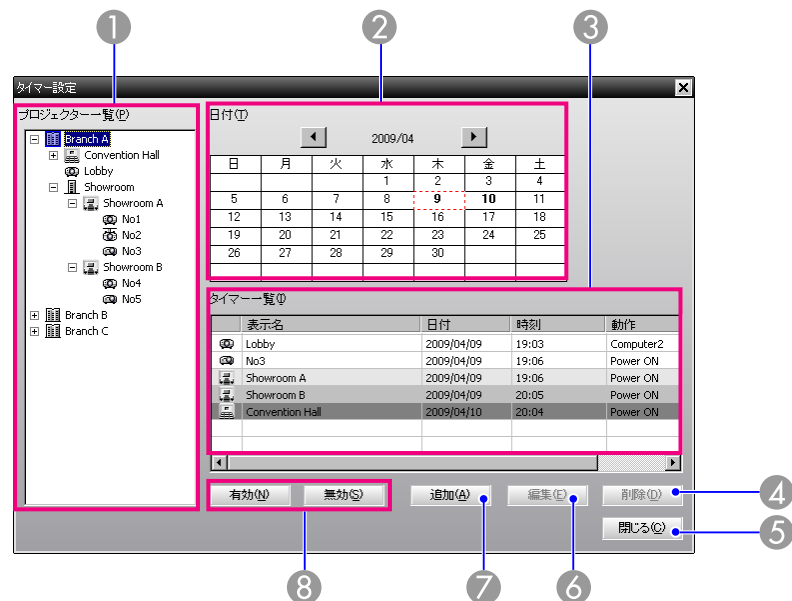 1
2
3
タイマー設定
プロジェクター一覧(P)
Branch A
Convention Hall
Lobby
Showroom
Showroom A
No1
No2
No3
Showroom B
No4
No5
Branch B
Branch C
日付(T)
2009/04
日 月 火 水 木 金 土
1 2 3 4
5 6 7 8 9 10 11
12 13 14 15 16 17 18
19 20 21 22 23 24 25
26 27 28 29 30
タイマー一覧(I)
表示名 日付 時刻 動作
Lobby 2009/04/09 19:03 Computer2
No3 2009/04/09 19:06 Power ON
Showroom A 2009/04/09 19:06 Power ON
Showroom B 2009/04/09 20:05 Power ON
Convention Hall 2009/04/10 20:04 Power ON
有効(N) 無効(S) 追加(A) 編集(E) 削除(D) 4
閉じる(C) 5
8 7 6